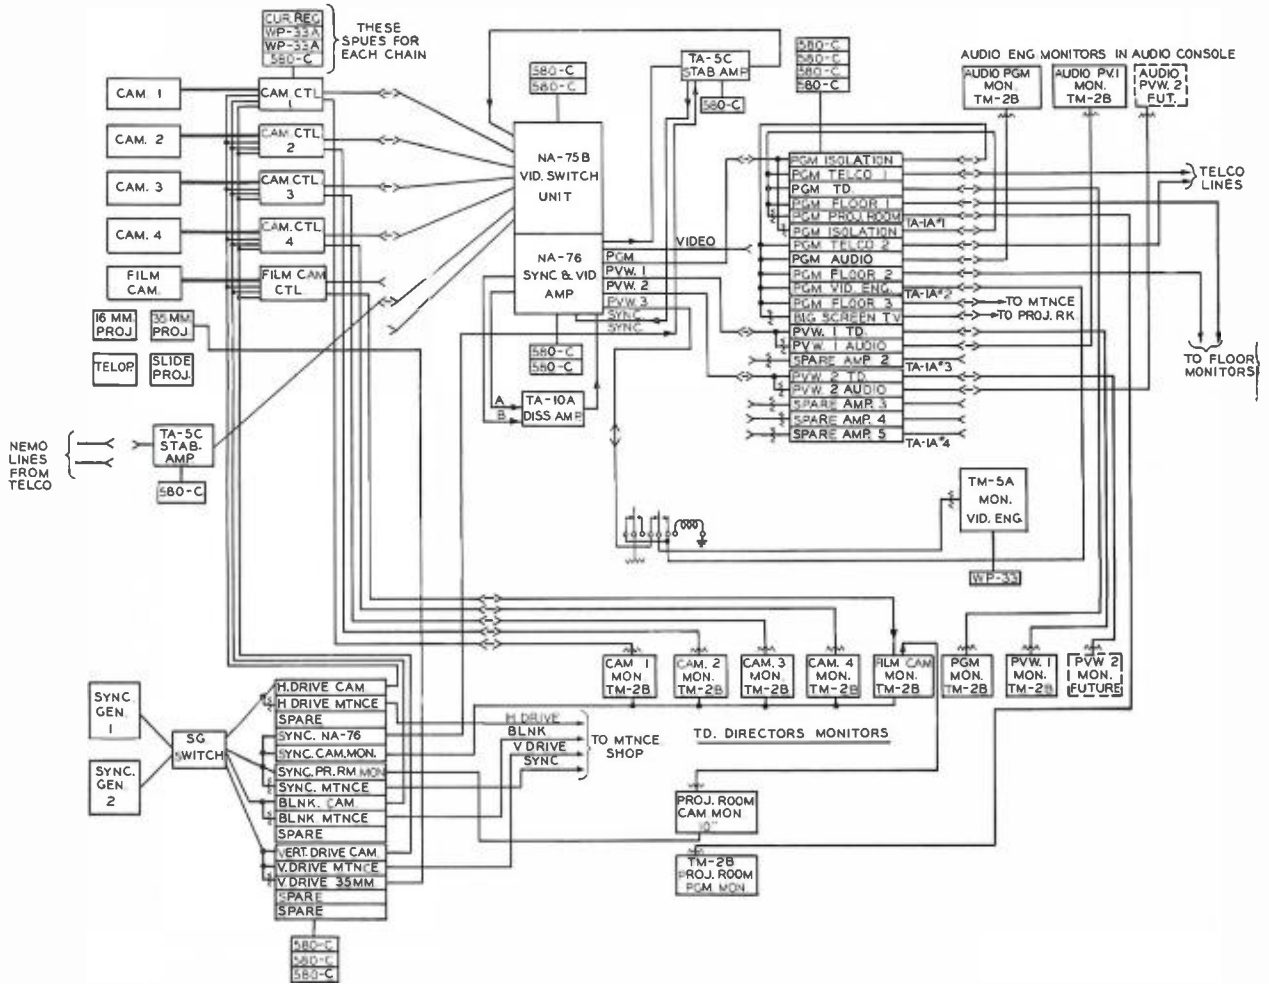 CUR.REG
WP-33A
WP-33A
580-C
THESE
SPUES FOR
EACH CHAIN
CAM. 1
CAM. 2
CAM. 3
CAM. 4
FILM
CAM.
CAM CTL
1
CAM. CTL
2
CAM CTL
3
CAM.CTL
4
FILM CAM
CTL
16 MM.
PROJ
35 MM.
PROJ.
TELOP.
SLIDE
PROJ.
NEMO
LINES
FROM
TELCO
TA-5C
STAB.
AMP
580-C
580-C
580-C
NA-75B
VID. SWITCH
UNIT
NA-76
SYNC & VID
AMP
580-C
580-C
A
B
TA-10A
DISS AMP.
TA-5C
STAB AMP
580-C
VIDEO
PGM
PVW. 1
PVW. 2
PVW. 3
SYNC
SYNC
580-C
580-C
580-C
580-C
PGM ISOLATION
PGM TELCO 1
PGM TD.
PGM FLOOR 1
PGM PROJ. ROOM
TA-1A#1
PGM ISOLATION
PGM TELCO 2
PGM AUDIO
PGM FLOOR 2
PGM VID. ENG.
TA-1A#2
PGM FLOOR 3
BIG SCREEN TV
PVW. 1 TD.
PVW. 1 AUDIO
SPARE AMP 2
TA-1A#3
PVW. 2 TD
PVW. 2 AUDIO
SPARE AMP. 3
SPARE AMP. 4
SPARE AMP. 5
TA-1A#4
AUDIO ENG MONITORS IN AUDIO CONSOLE
AUDIO PGM
MON.
TM-2B
AUDIO PV.1
MON.
TM-2B
AUDIO
PVW. 2
FUT.
TELCO
LINES
TO MTNCE
TO PROJ. RK
TO FLOOR
MONITORS
TM-5A
MON.
VID. ENG.
WP-33
CAM 1
MON
TM-2B
CAM. 2
MON.
TM-2B
CAM. 3
MON.
TM-2B
CAM. 4
MON.
TM-2B
FILM CAM
MON.
TM-2B
PGM
MON.
TM-2B
PVW. 1
MON.
TM-2B
PVW 2
MON.
FUTURE
TD. DIRECTORS MONITORS
SYNC.
GEN.
1
SYNC.
GEN.
2
SG
SWITCH
H.DRIVE CAM
H DRIVE MTNCE
SPARE
SYNC. NA-76
SYNC. CAM.MON.
SYNC. PR. RM MON
SYNC. MTNCE
BLNK. CAM.
BLNK MTNCE
SPARE
VERT. DRIVE CAM.
V.DRIVE MTNCE
V. DRIVE 35MM
SPARE
SPARE
580-C
580-C
580-C
H.DRIVE
BLNK
V DRIVE
SYNC
TO MTNCE
SHOP
PROJ. ROOM
CAM MON
10"
TM-2B
PROJ. ROOM
PGM MON